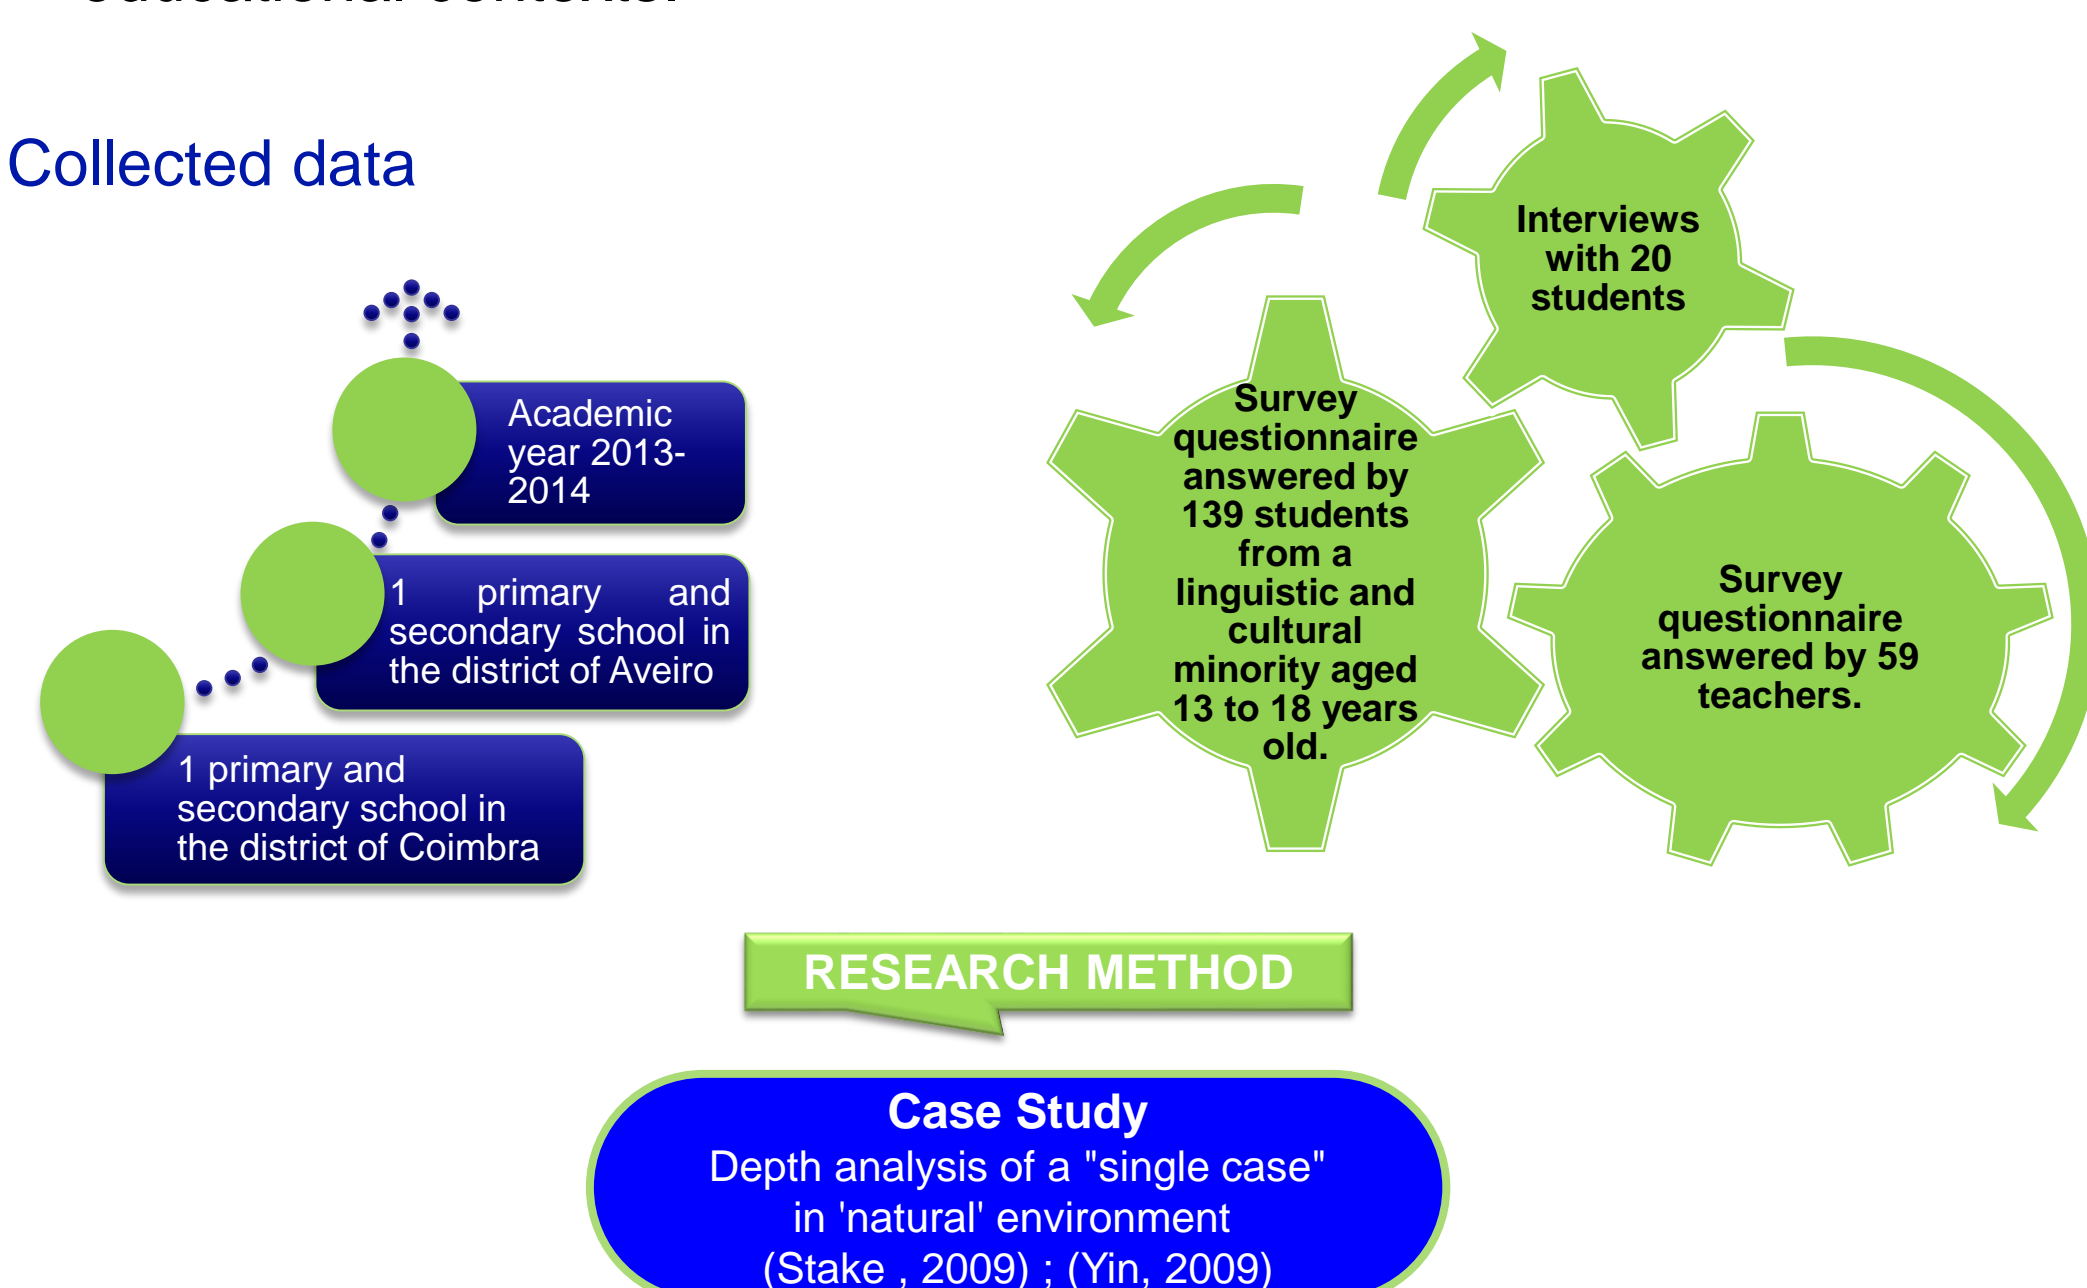 educational contexts.
Collected data
Academic
year 2013-
2014
1 primary and
secondary school in
the district of Aveiro
1 primary and
secondary school in
the district of Coimbra
Interviews
with 20
students
Survey
questionnaire
answered by
139 students
from a
linguistic and
cultural
minority aged
13 to 18 years
old.
Survey
questionnaire
answered by 59
teachers.
RESEARCH METHOD
Case Study
Depth analysis of a "single case"
in 'natural' environment
(Stake , 2009) ; (Yin, 2009)